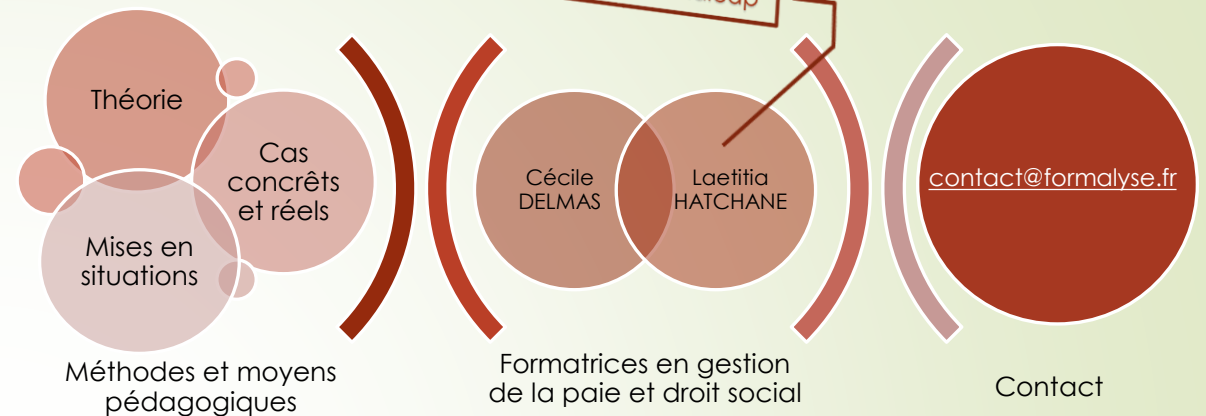 Théorie
Cas
concrêts
et réels
Mises en
situations
Méthodes et moyens
pédagogiques
Cécile
DELMAS
Laetitia
HATCHANE
Formatrices en gestion
de la paie et droit social
contact@formalyse.fr
Contact